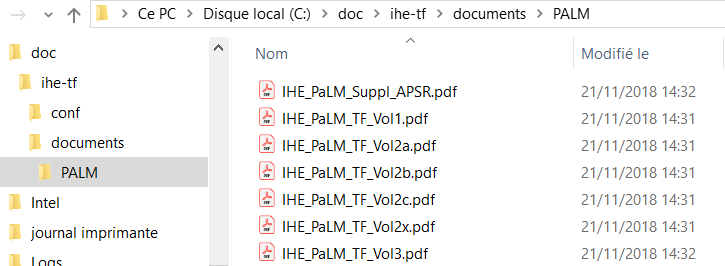 Ce PC > Disque local (C:) > doc > ihe-tf > documents > PALM
doc
ihe-tf
conf
documents
PALM
Intel
journal imprimante
Logs
Nom Modifié le
IHE_PaLM_Suppl_APSR.pdf 21/11/2018 14:32
IHE_PaLM_TF_Vol1.pdf 21/11/2018 14:31
IHE_PaLM_TF_Vol2a.pdf 21/11/2018 14:31
IHE_PaLM_TF_Vol2b.pdf 21/11/2018 14:31
IHE_PaLM_TF_Vol2c.pdf 21/11/2018 14:31
IHE_PaLM_TF_Vol2x.pdf 21/11/2018 14:31
IHE_PaLM_TF_Vol3.pdf 21/11/2018 14:32